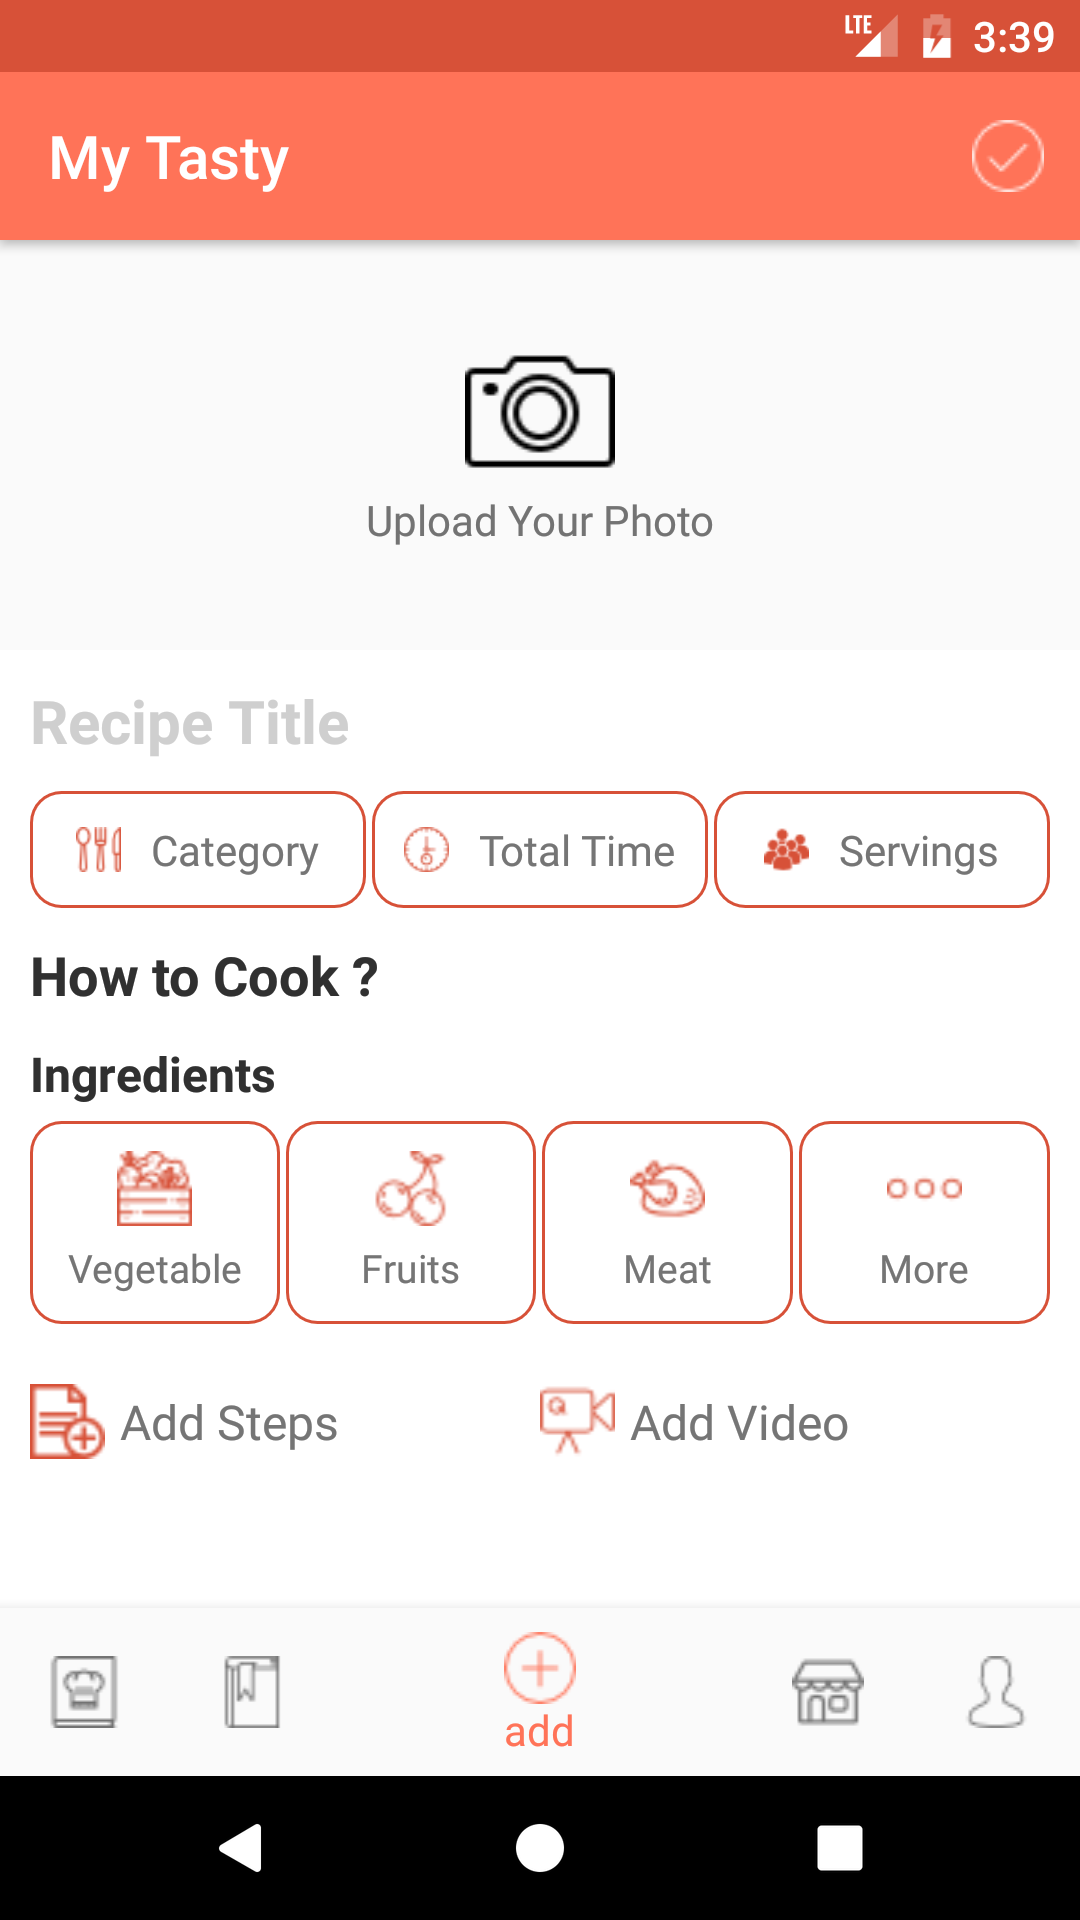 LTE 3:39
My Tasty
Upload Your Photo
Recipe Title
Category Total Time Servings
How to Cook ?
Ingredients
Vegetable Fruits Meat More
Add Steps Add Video
add